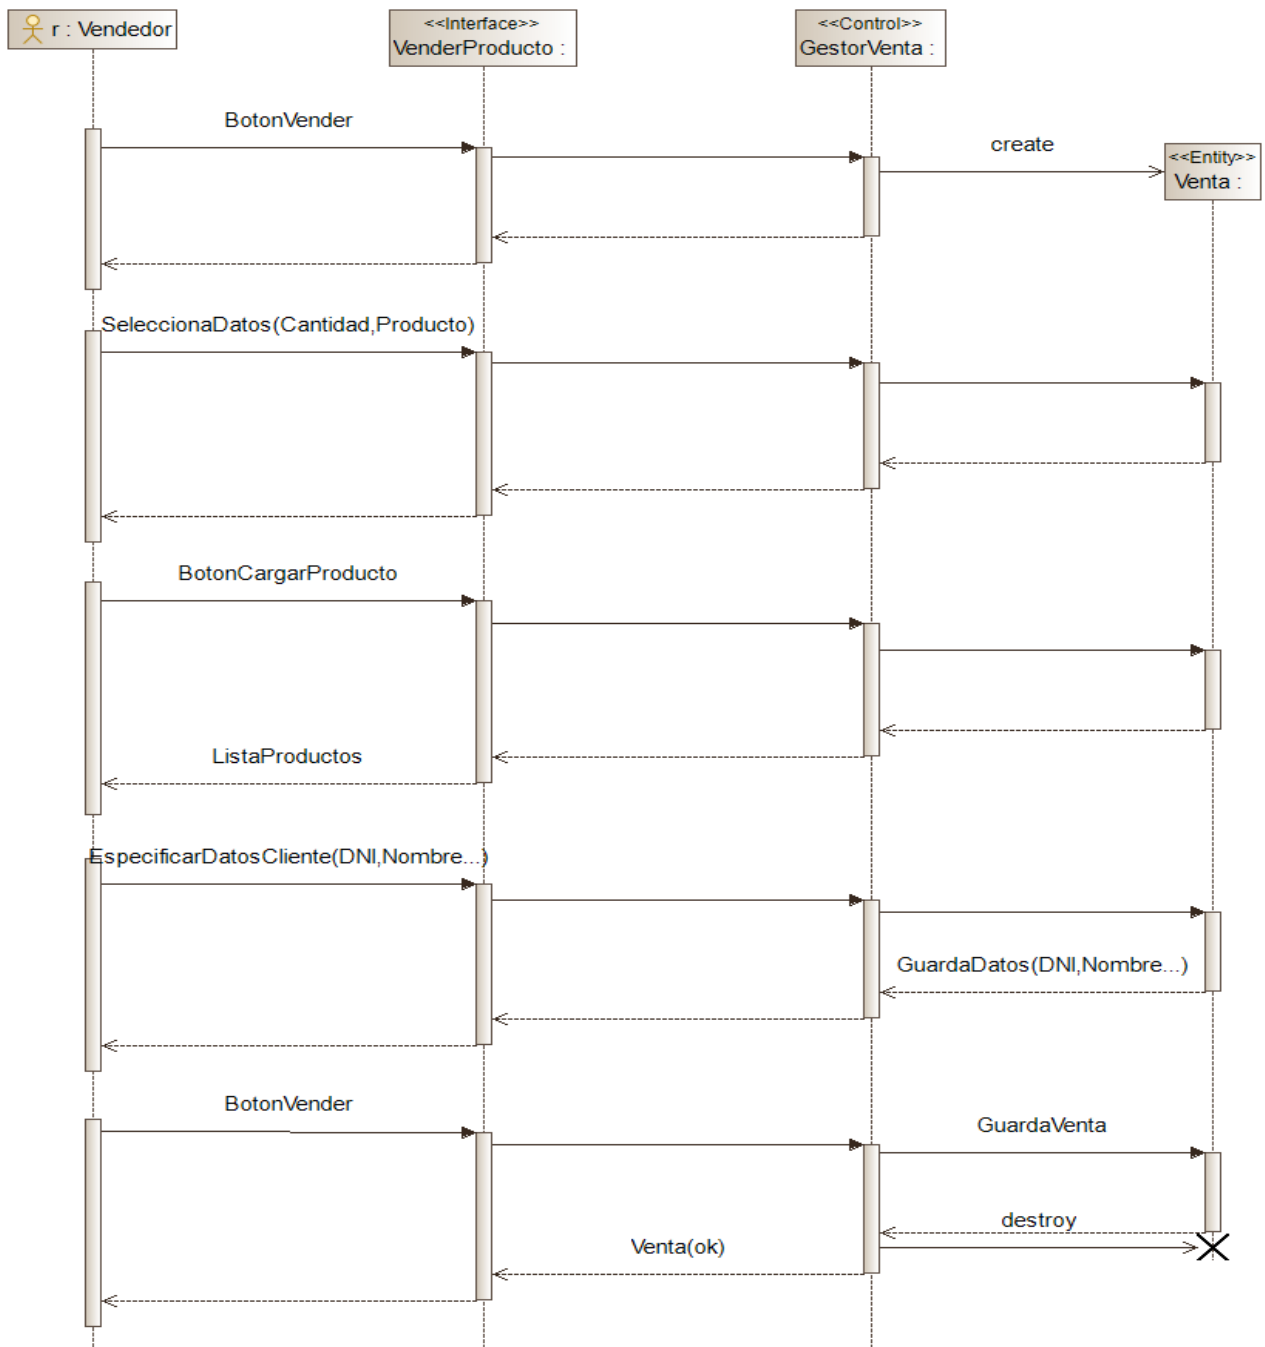 r : Vendedor
<<Interface>>
VenderProducto :
<<Control>>
GestorVenta :
BotonVender
create
<<Entity>>
Venta :
SeleccionaDatos(Cantidad,Producto)
BotonCargarProducto
ListaProductos
EspecificarDatosCliente(DNI,Nombre...)
GuardaDatos(DNI,Nombre...)
BotonVender
GuardaVenta
destroy
Venta(ok)